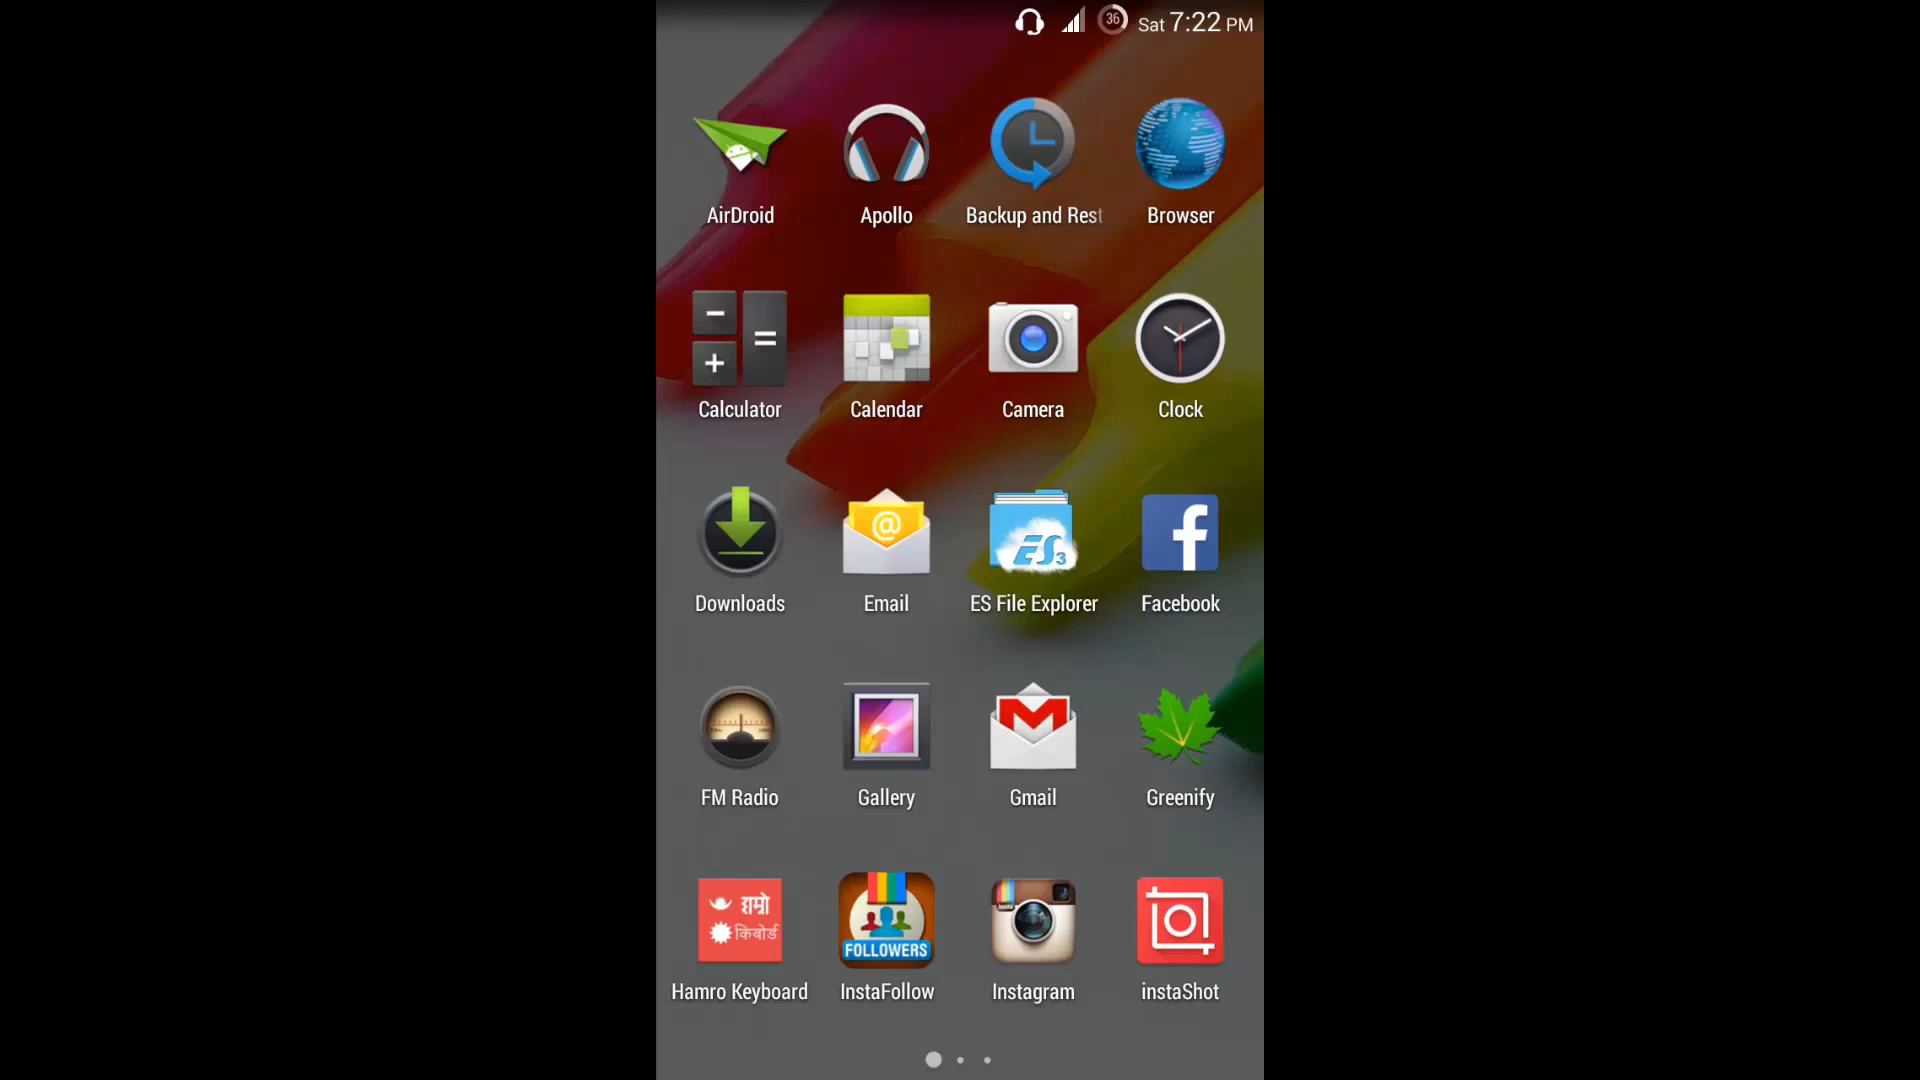 36 Sat 7:22 PM
AirDroid Apollo Backup and Rest Browser
Calculator Calendar Camera Clock
ES3
Downloads Email ES File Explorer Facebook
FM Radio Gallery Gmail Greenify
हाम्रो
किबोर्ड
FOLLOWERS
Hamro Keyboard InstaFollow Instagram instaShot